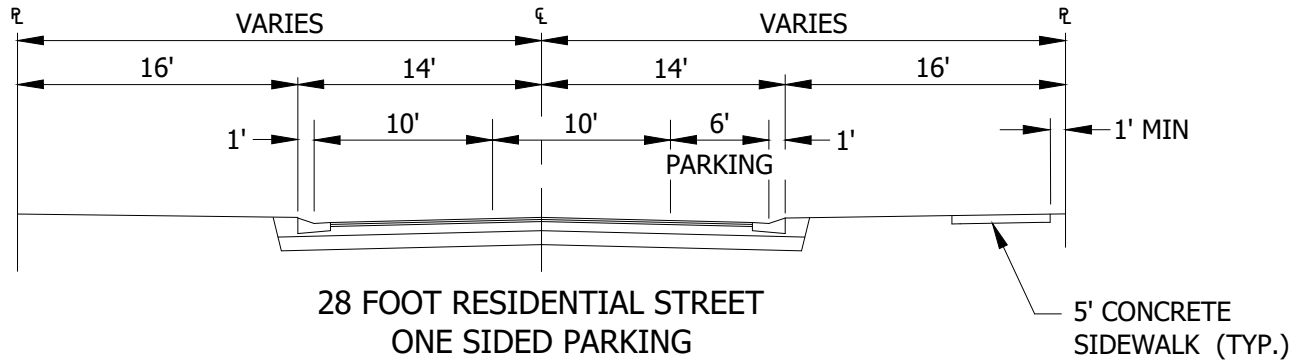 ℄ ℄ ℄
VARIES VARIES
16' 14' 14' 16'
1' 10' 10' 6' 1' 1' MIN
PARKING
28 FOOT RESIDENTIAL STREET
ONE SIDED PARKING
5' CONCRETE
SIDEWALK (TYP.)